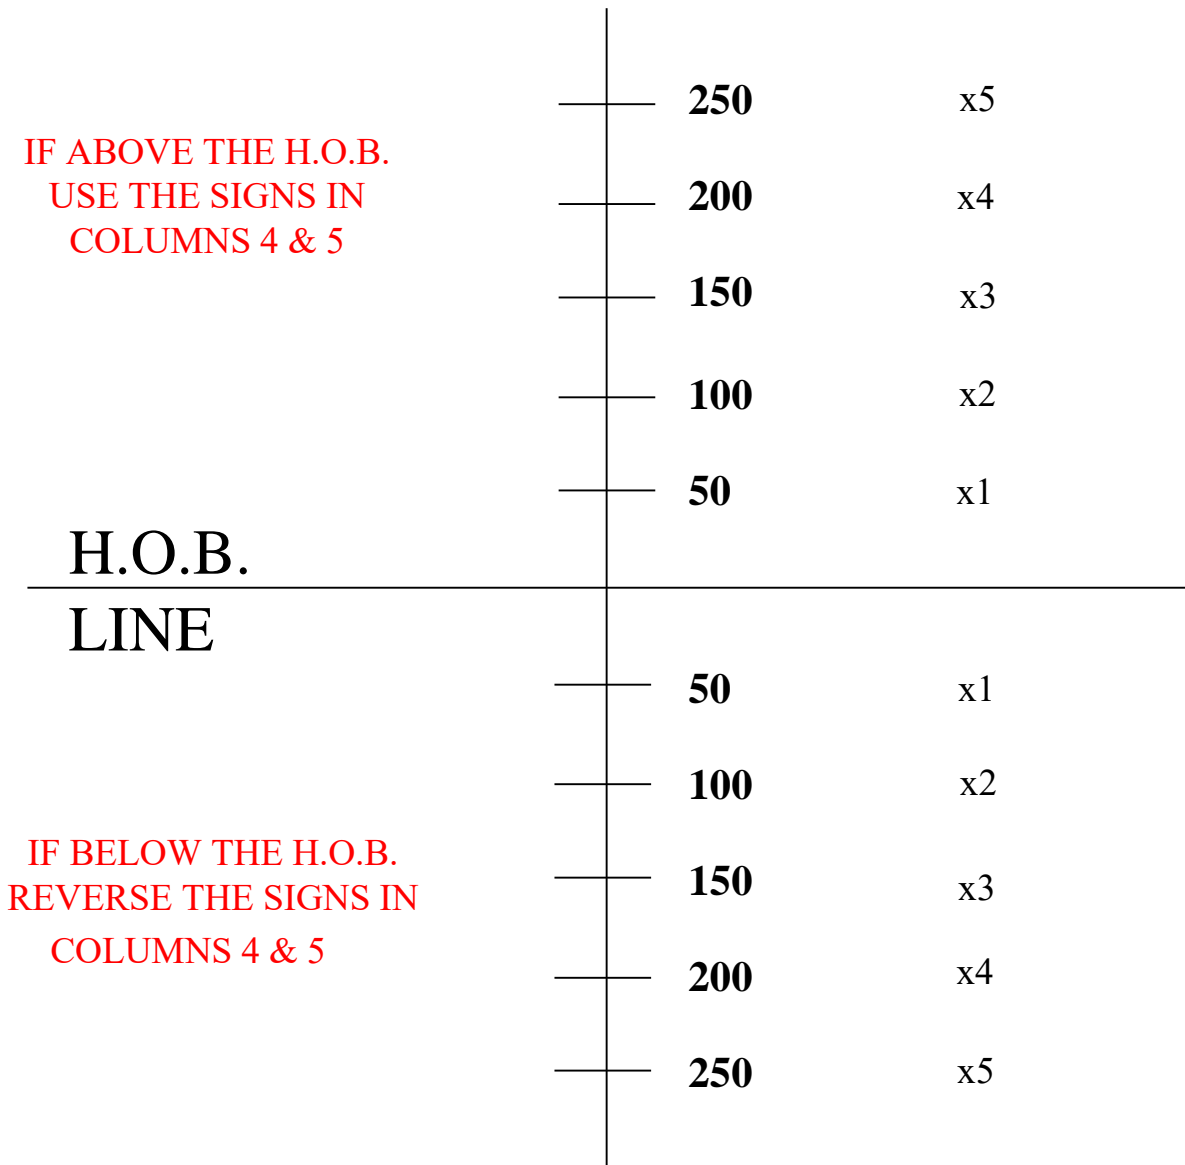 250 x5
IF ABOVE THE H.O.B.
USE THE SIGNS IN
COLUMNS 4 & 5
200 x4
150 x3
100 x2
50 x1
H.O.B.
LINE
50 x1
100 x2
IF BELOW THE H.O.B.
REVERSE THE SIGNS IN
COLUMNS 4 & 5
150 x3
200 x4
250 x5